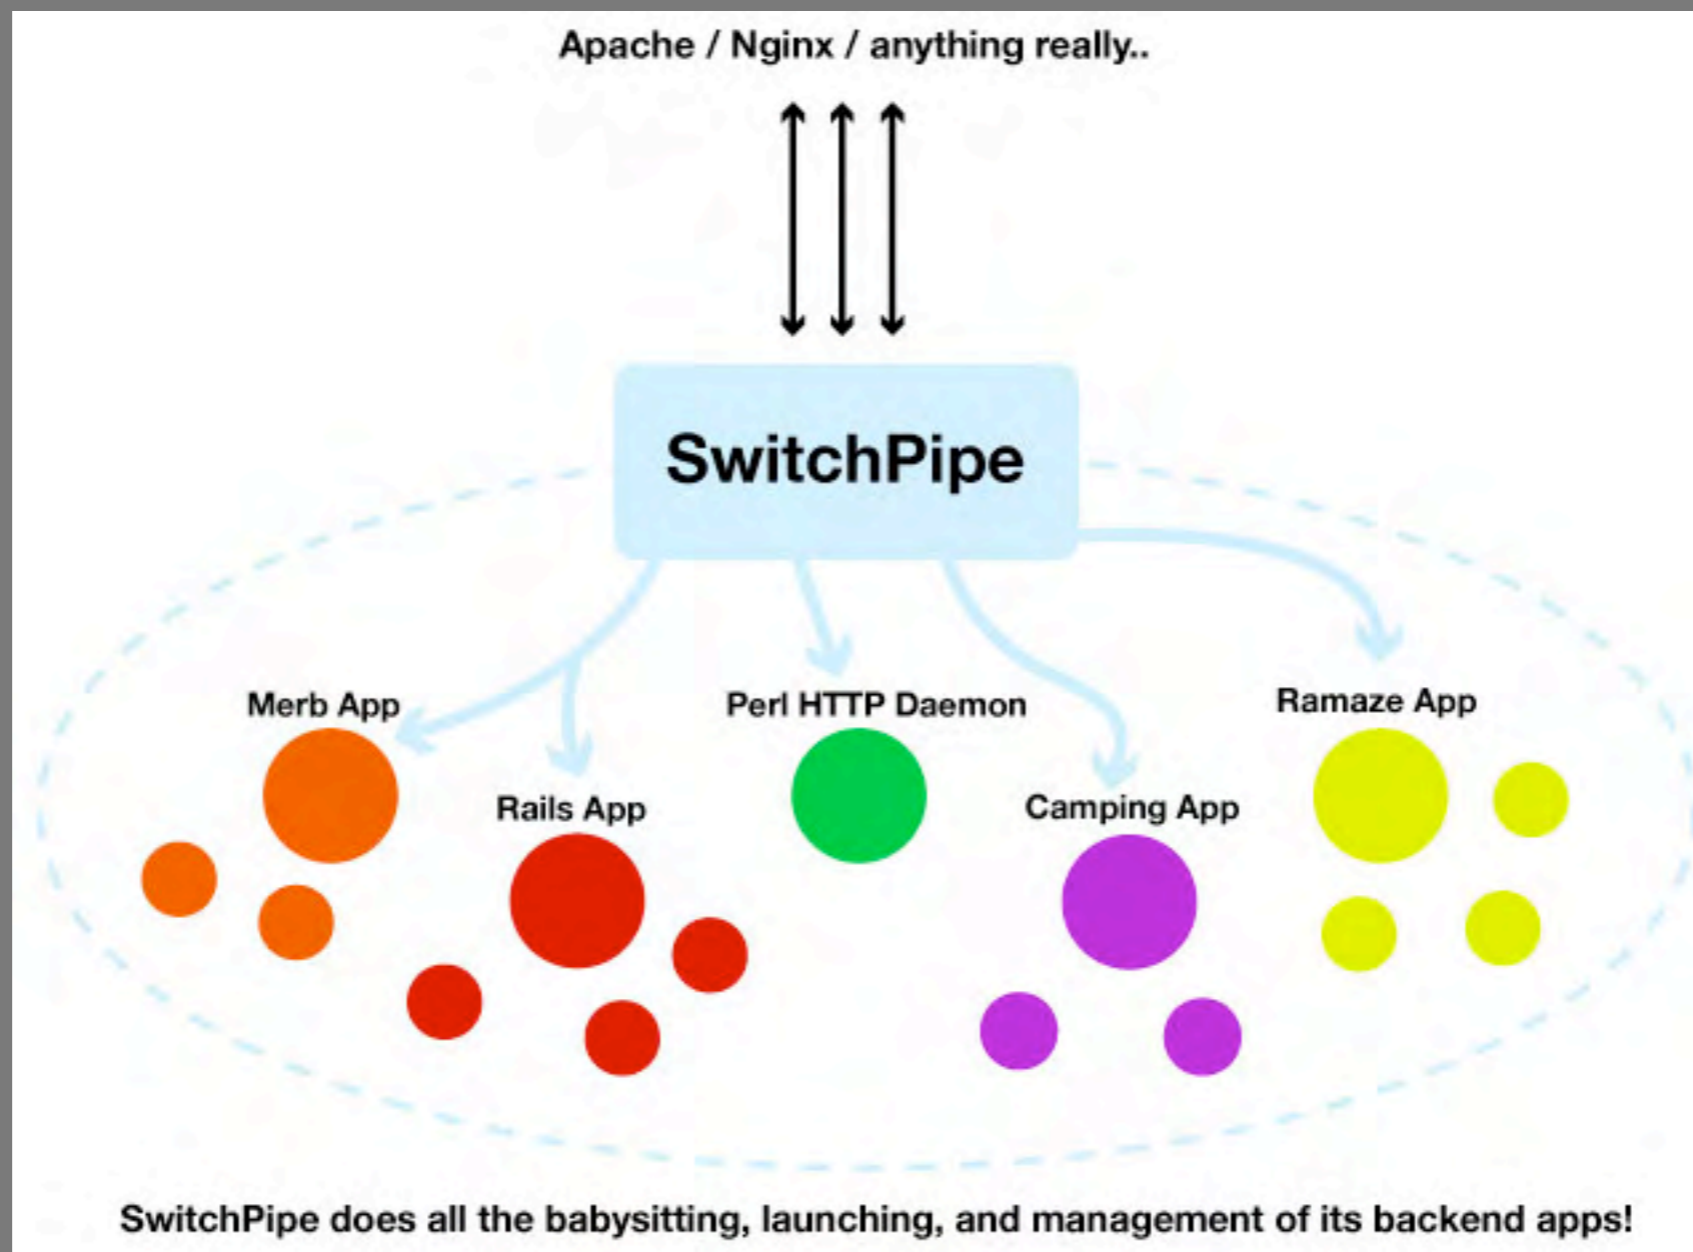 Apache / Nginx / anything really..
SwitchPipe
Merb App
Rails App
Perl HTTP Daemon
Camping App
Ramaze App
SwitchPipe does all the babysitting, launching, and management of its backend apps!